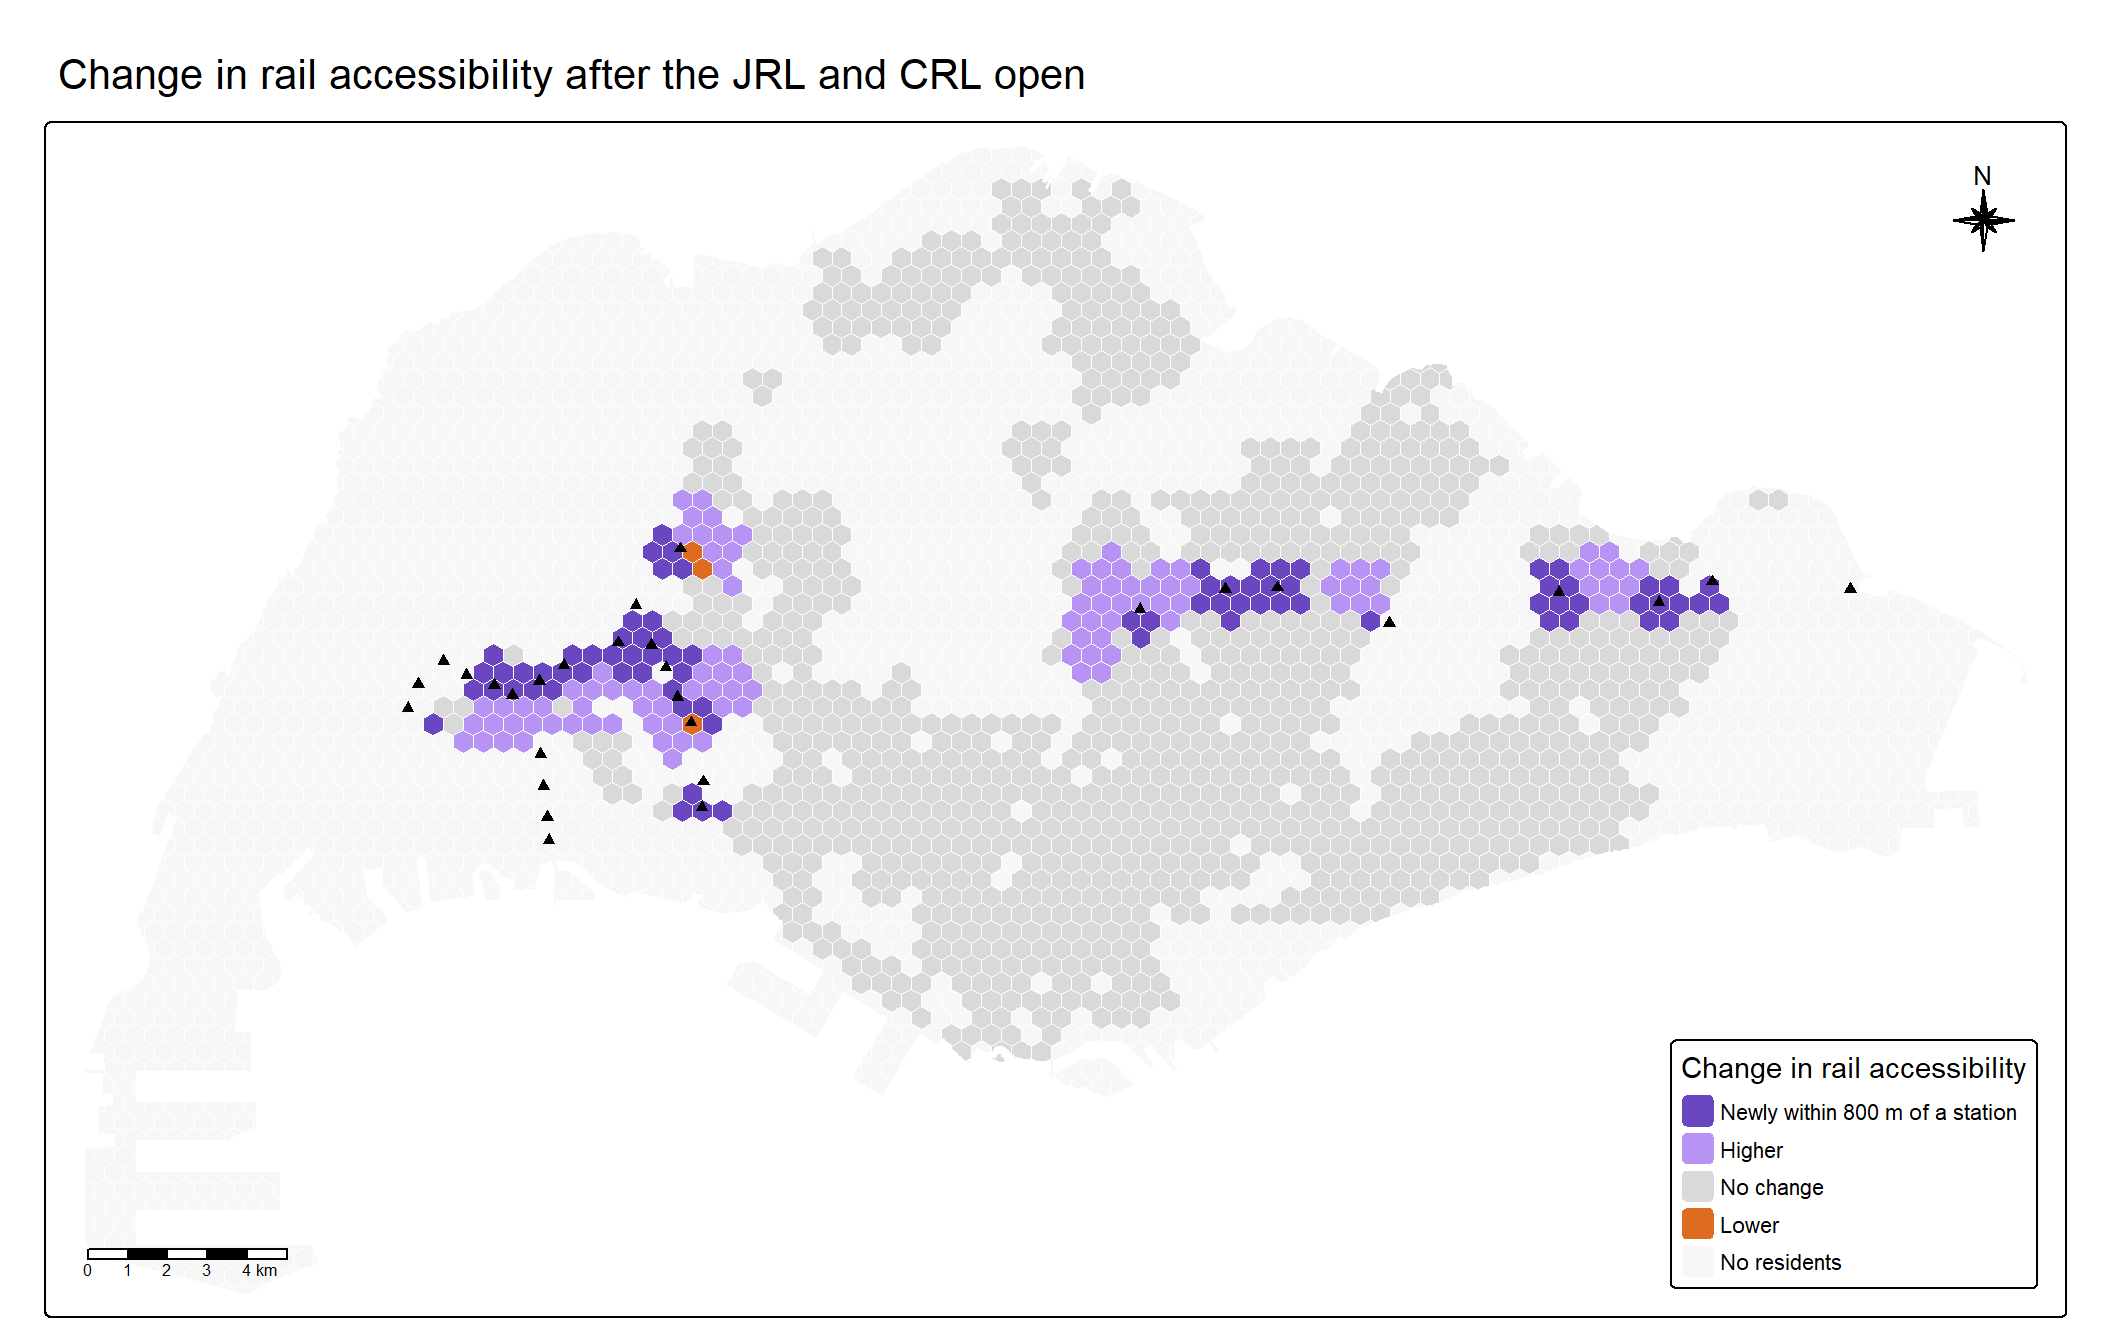 Change in rail accessibility after the JRL and CRL open
N
Change in rail accessibility
Newly within 800 m of a station
Higher
No change
Lower
No residents
0 1 2 3 4 km